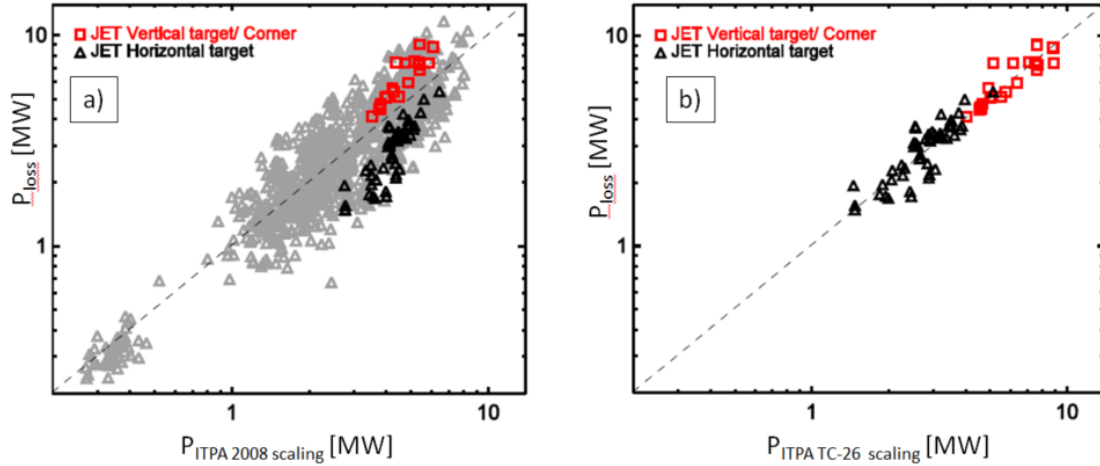 JET Vertical target/ Corner
JET Horizontal target
a)
10
1
P_loss [MW]
1
10
P_ITPA 2008 scaling [MW]
JET Vertical target/ Corner
JET Horizontal target
b)
10
1
P_loss [MW]
1
10
P_ITPA TC-26 scaling [MW]